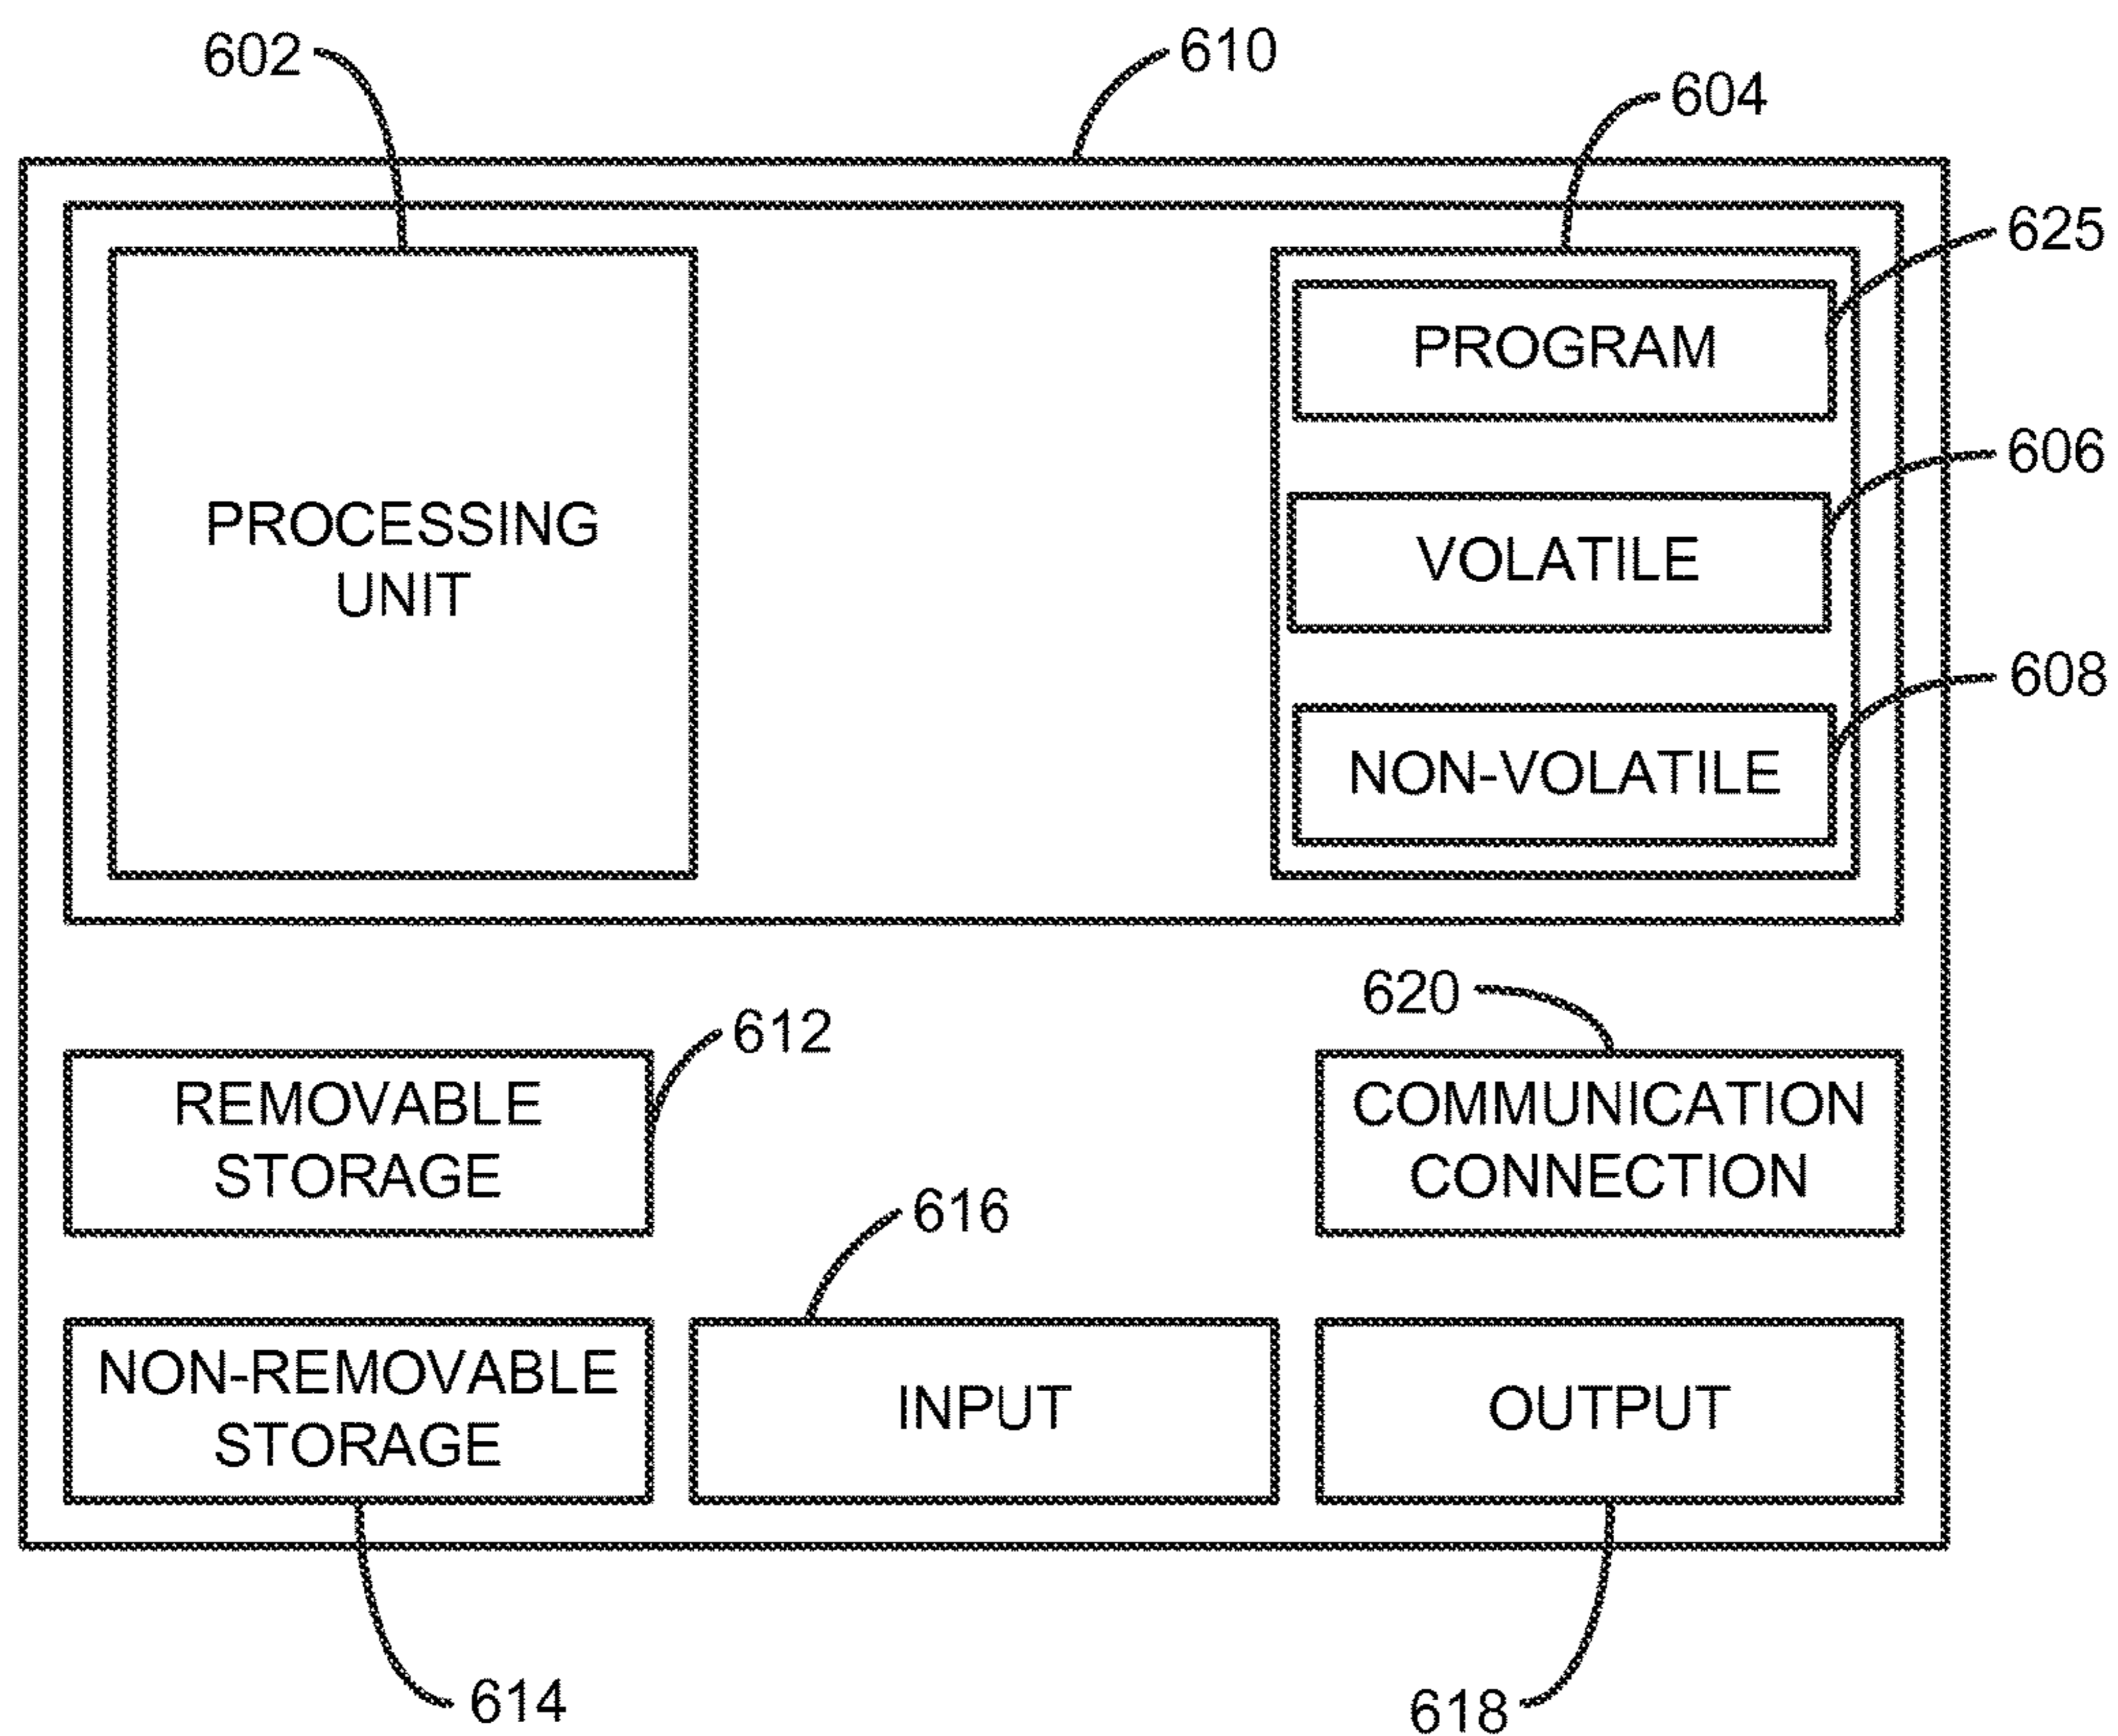 602
610
604
625
PROGRAM
606
PROCESSING
UNIT
VOLATILE
608
NON-VOLATILE
620
612
REMOVABLE
STORAGE
COMMUNICATION
CONNECTION
616
NON-REMOVABLE
STORAGE
INPUT
OUTPUT
614
618